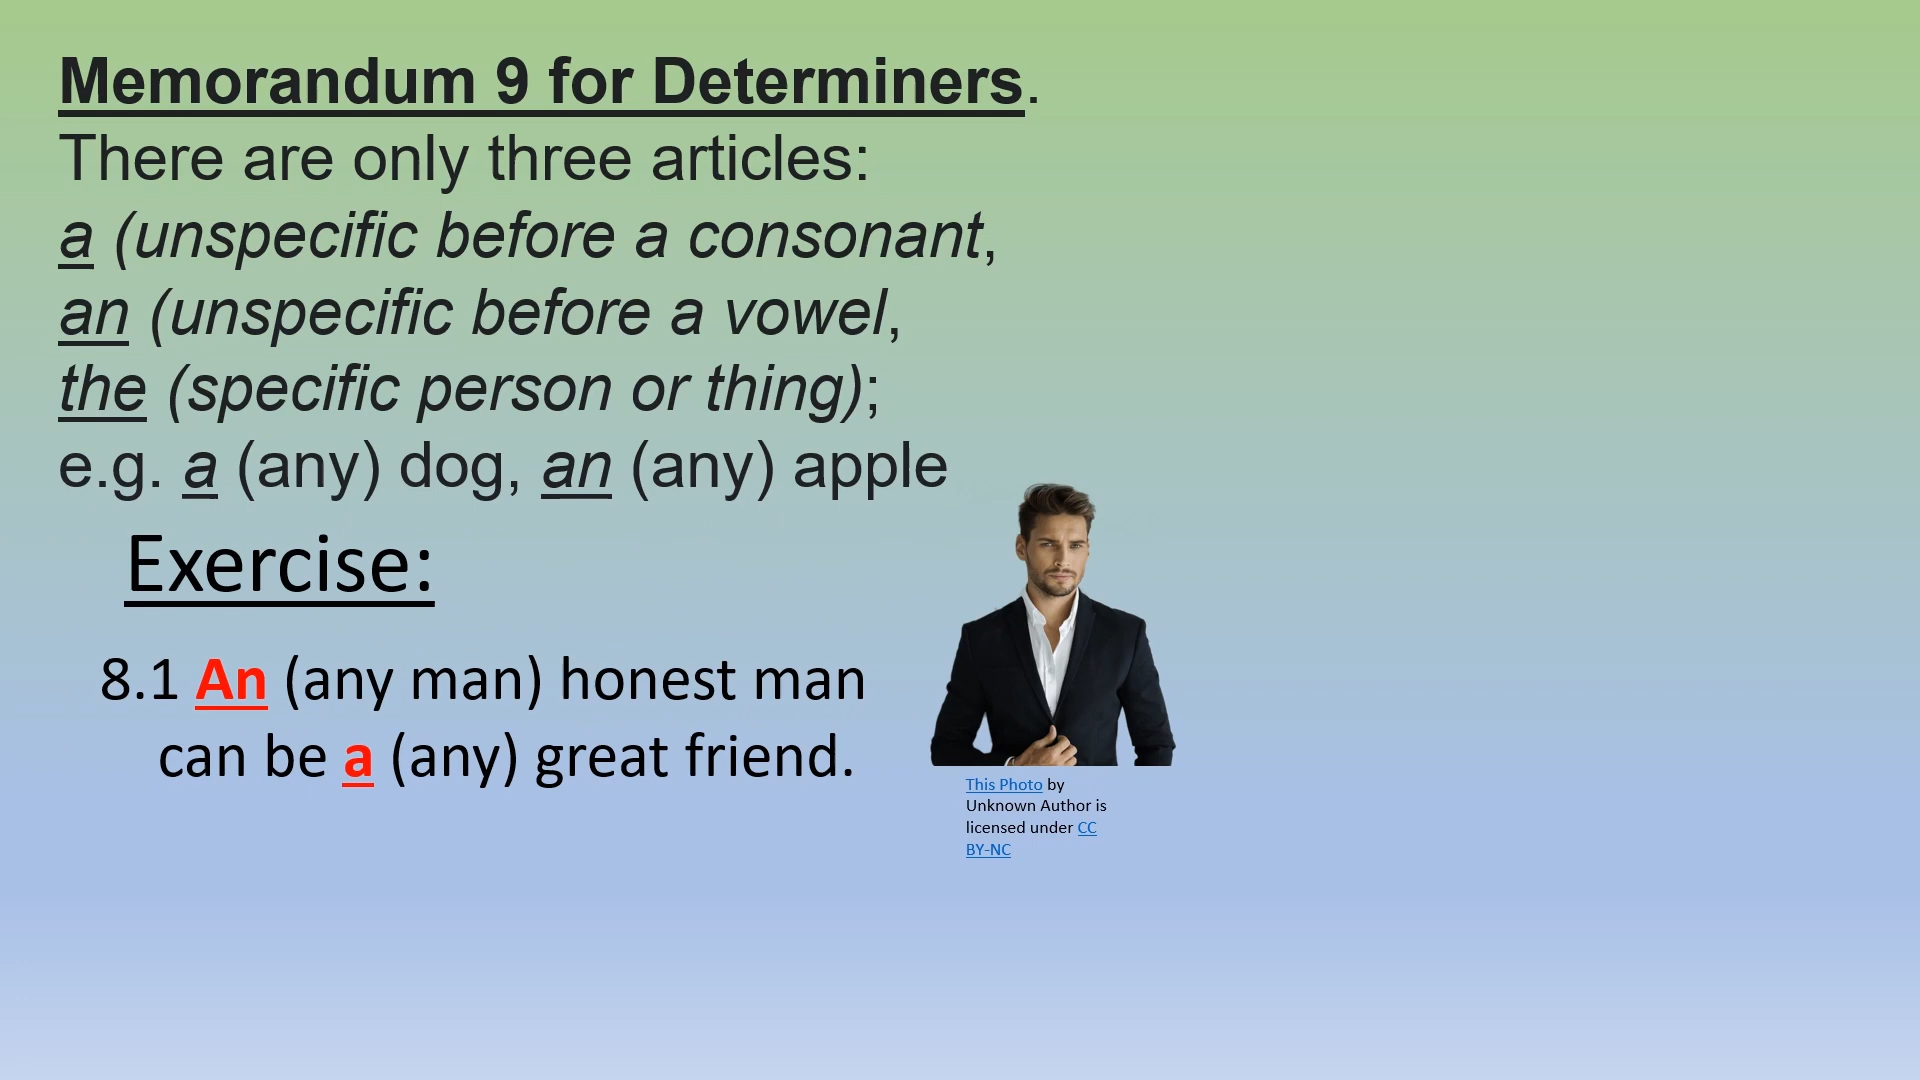 Memorandum 9 for Determiners.
There are only three articles:
a (unspecific before a consonant,
an (unspecific before a vowel,
the (specific person or thing);
e.g. a (any) dog, an (any) apple
Exercise:
8.1 An (any man) honest man
can be a (any) great friend.
This Photo by
Unknown Author is
licensed under CC
BY-NC